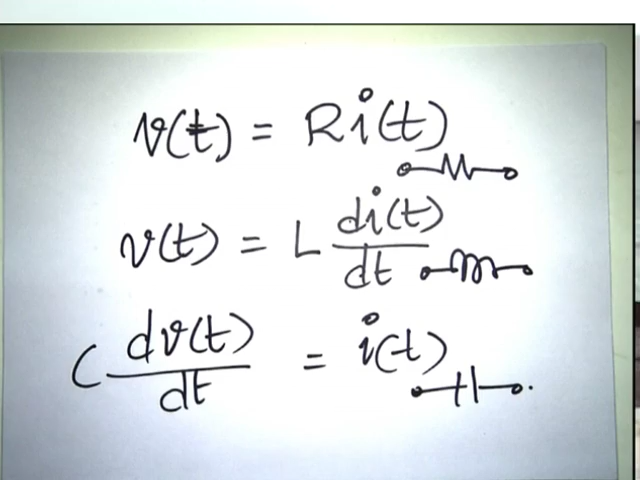 v(t) = Ri(t)
v(t) = L di(t)/dt
C dv(t)/dt = i(t)